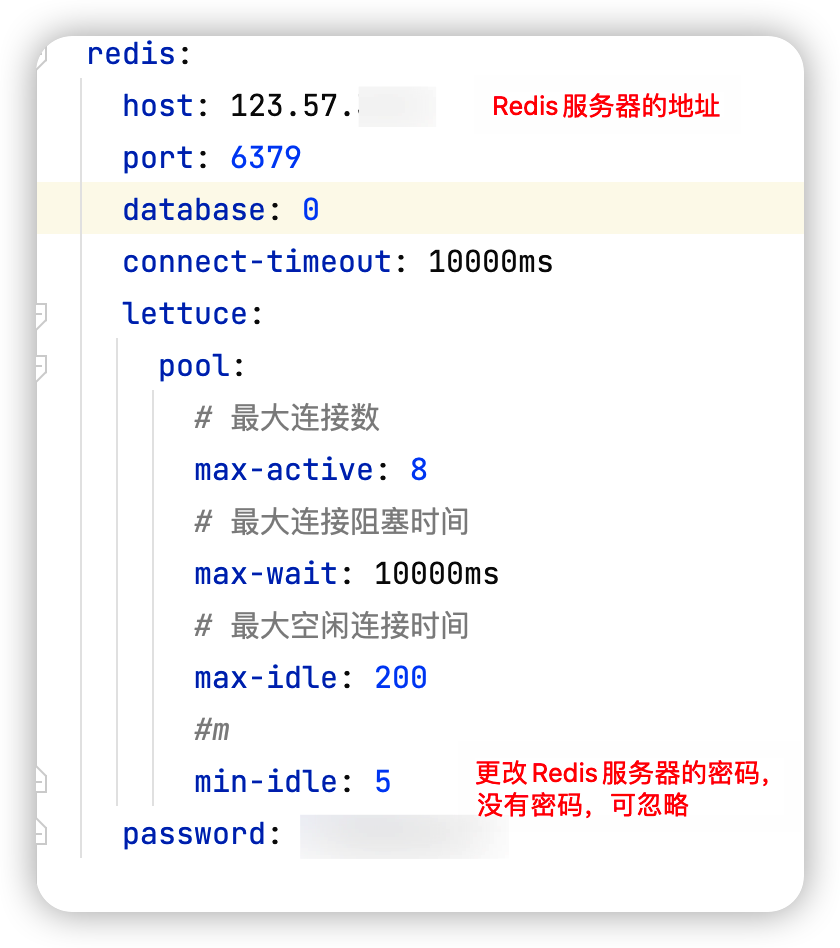 redis:
host: 123.57. Redis服务器的地址
port: 6379
database: 0
connect-timeout: 10000ms
lettuce:
pool:
# 最大连接数
max-active: 8
# 最大连接阻塞时间
max-wait: 10000ms
# 最大空闲连接时间
max-idle: 200
#m
更改Redis服务器的密码，
min-idle: 5
没有密码，可忽略
password: